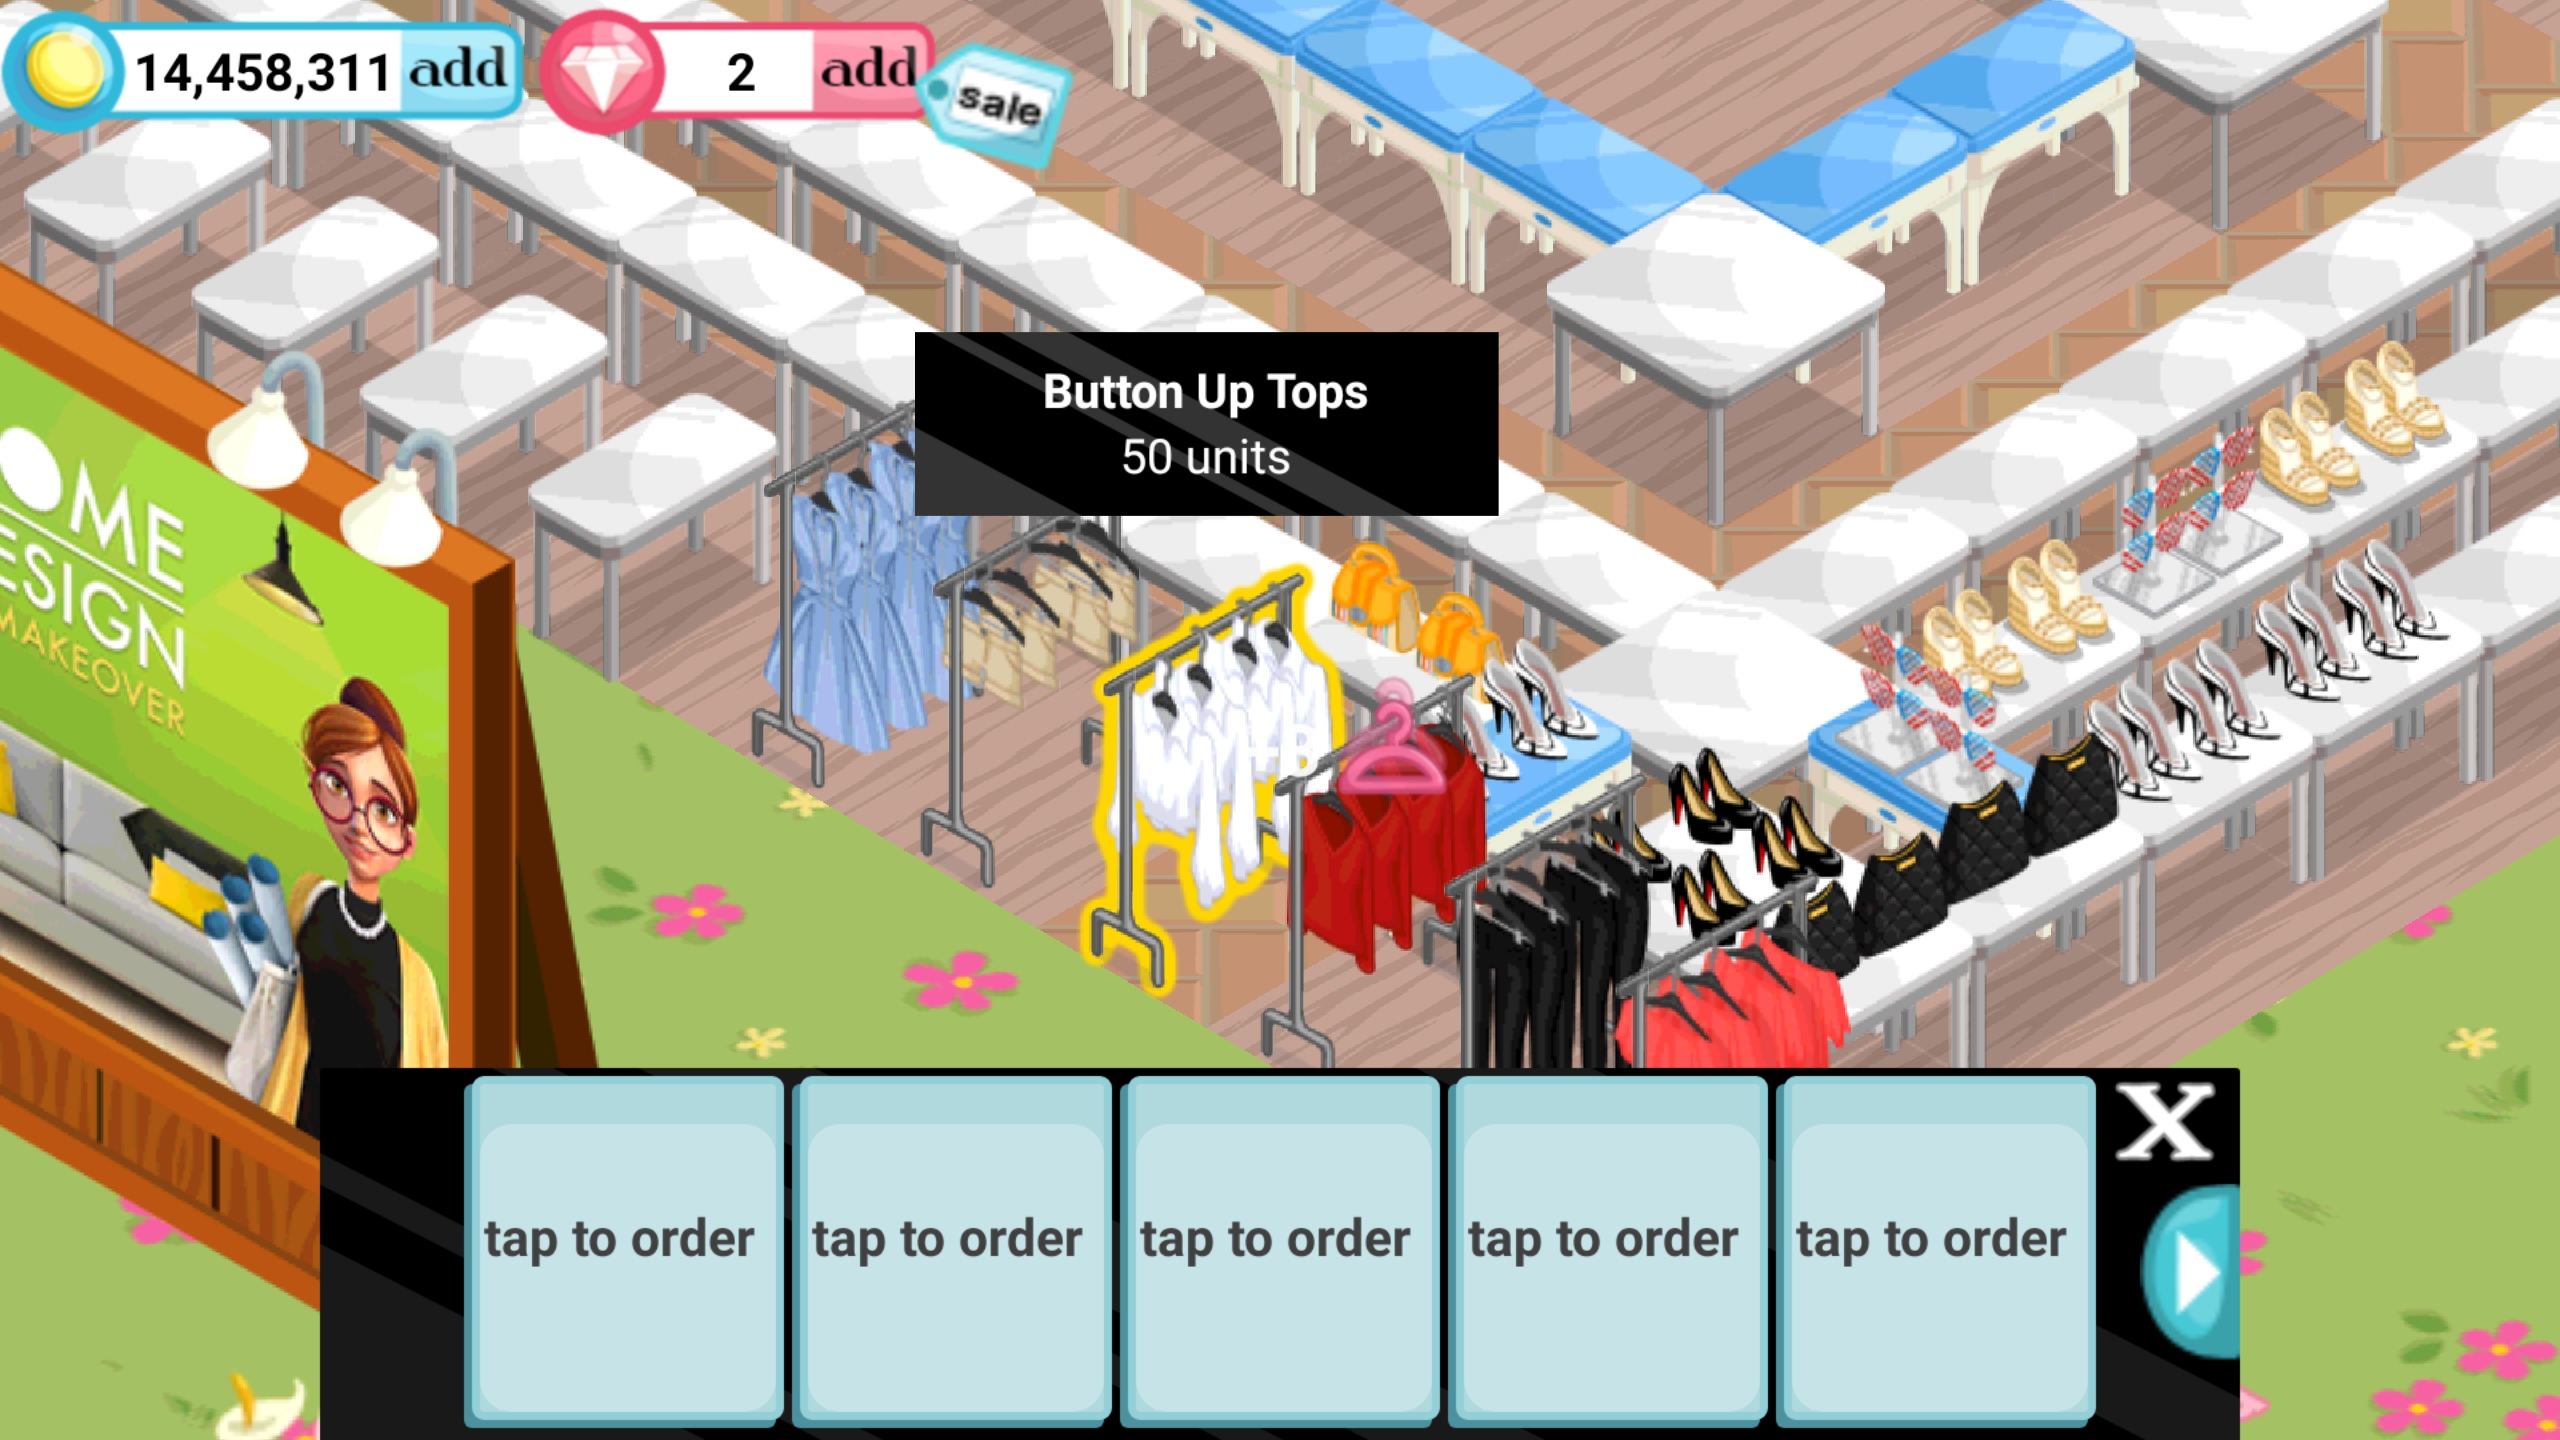 14,458,311 add
2 add
sale
Button Up Tops
50 units
OME
ESIGN
MAKEOVER
tap to order
tap to order
tap to order
tap to order
tap to order
X